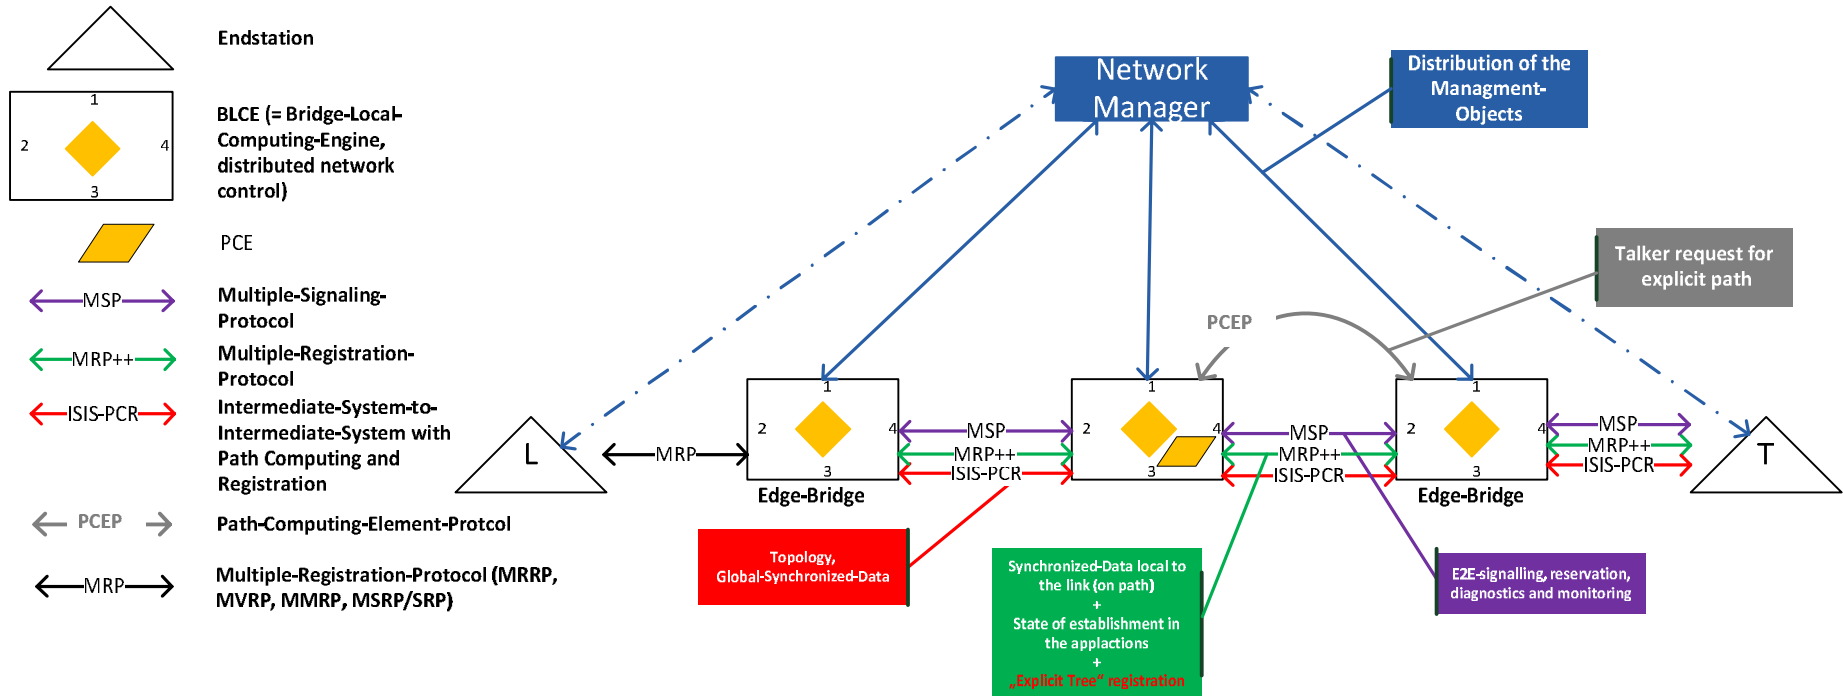 Endstation
1
2
4
3
BLCE (= Bridge-Local-
Computing-Engine,
distributed network
control)
PCE
MSP
Multiple-Signaling-
Protocol
MRP++
Multiple-Registration-
Protocol
ISIS-PCR
Intermediate-System-to-
Intermediate-System with
Path Computing and
Registration
PCEP
Path-Computing-Element-Protcol
MRP
Multiple-Registration-Protocol (MRRP,
MVRP, MMRP, MSRP/SRP)
Network
Manager
Distribution of the
Managment-
Objects
Talker request for
explicit path
PCEP
L
MRP
1
2
4
3
Edge-Bridge
MSP
MRP++
ISIS-PCR
1
2
4
3
MSP
MRP++
ISIS-PCR
1
2
4
3
Edge-Bridge
MSP
MRP++
ISIS-PCR
T
Topology,
Global-Synchronized-Data
Synchronized-Data local to
the link (on path)
+
State of establishment in
the applactions
+
„Explicit Tree“ registration
E2E-signalling, reservation,
diagnostics and monitoring